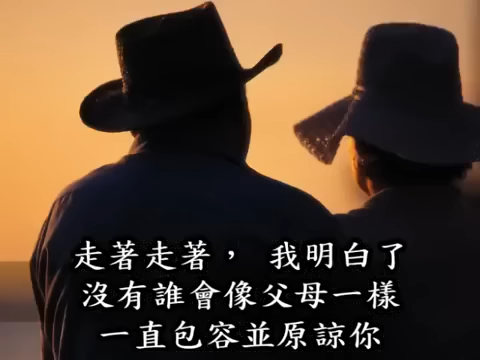 走著走著， 我明白了
沒有誰會像父母一樣
一直包容並原諒你